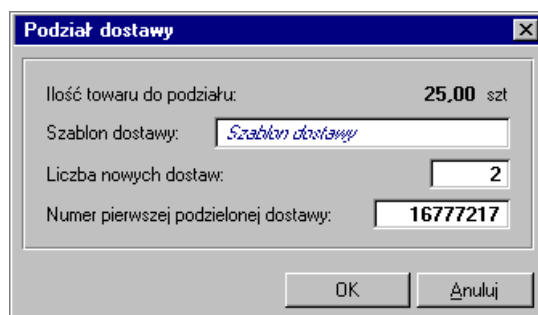 Podział dostawy
Ilość towaru do podziału: 25,00 szt
Szablon dostawy: Szablon dostawy
Liczba nowych dostaw: 2
Numer pierwszej podzielonej dostawy: 16777217
OK Anuluj